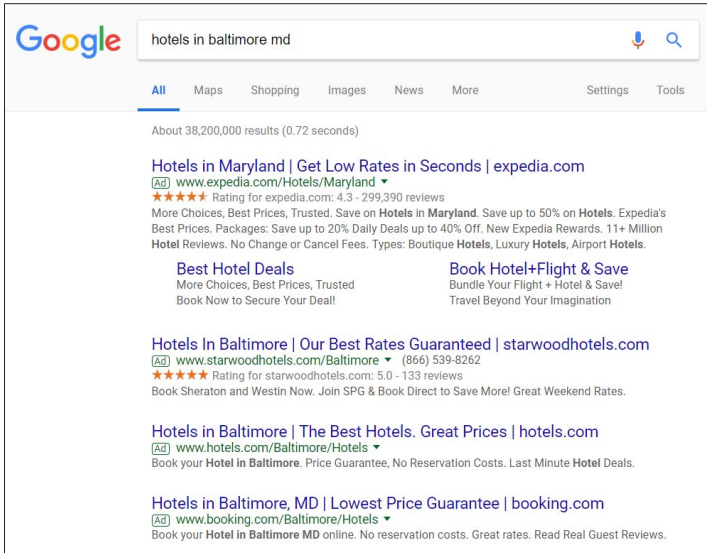 Google
hotels in baltimore md
All Maps Shopping Images News More Settings Tools
About 38,200,000 results (0.72 seconds)
Hotels in Maryland | Get Low Rates in Seconds | expedia.com
Ad www.expedia.com/Hotels/Maryland
Rating for expedia.com: 4.3 - 299,390 reviews
More Choices, Best Prices, Trusted. Save on Hotels in Maryland. Save up to 50% on Hotels. Expedia's
Best Prices. Packages: Save up to 20% Daily Deals up to 40% Off. New Expedia Rewards. 11+ Million
Hotel Reviews. No Change or Cancel Fees. Types: Boutique Hotels, Luxury Hotels, Airport Hotels.
Best Hotel Deals
More Choices, Best Prices, Trusted
Book Now to Secure Your Deal!
Book Hotel+Flight & Save
Bundle Your Flight + Hotel & Save!
Travel Beyond Your Imagination
Hotels In Baltimore | Our Best Rates Guaranteed | starwoodhotels.com
Ad www.starwoodhotels.com/Baltimore (866) 539-8262
Rating for starwoodhotels.com: 5.0 - 133 reviews
Book Sheraton and Westin Now. Join SPG & Book Direct to Save More! Great Weekend Rates.
Hotels in Baltimore | The Best Hotels. Great Prices | hotels.com
Ad www.hotels.com/Baltimore/Hotels
Book your Hotel in Baltimore. Price Guarantee, No Reservation Costs. Last Minute Hotel Deals.
Hotels in Baltimore, MD | Lowest Price Guarantee | booking.com
Ad www.booking.com/Baltimore/Hotels
Book your Hotel in Baltimore MD online. No reservation costs. Great rates. Read Real Guest Reviews.